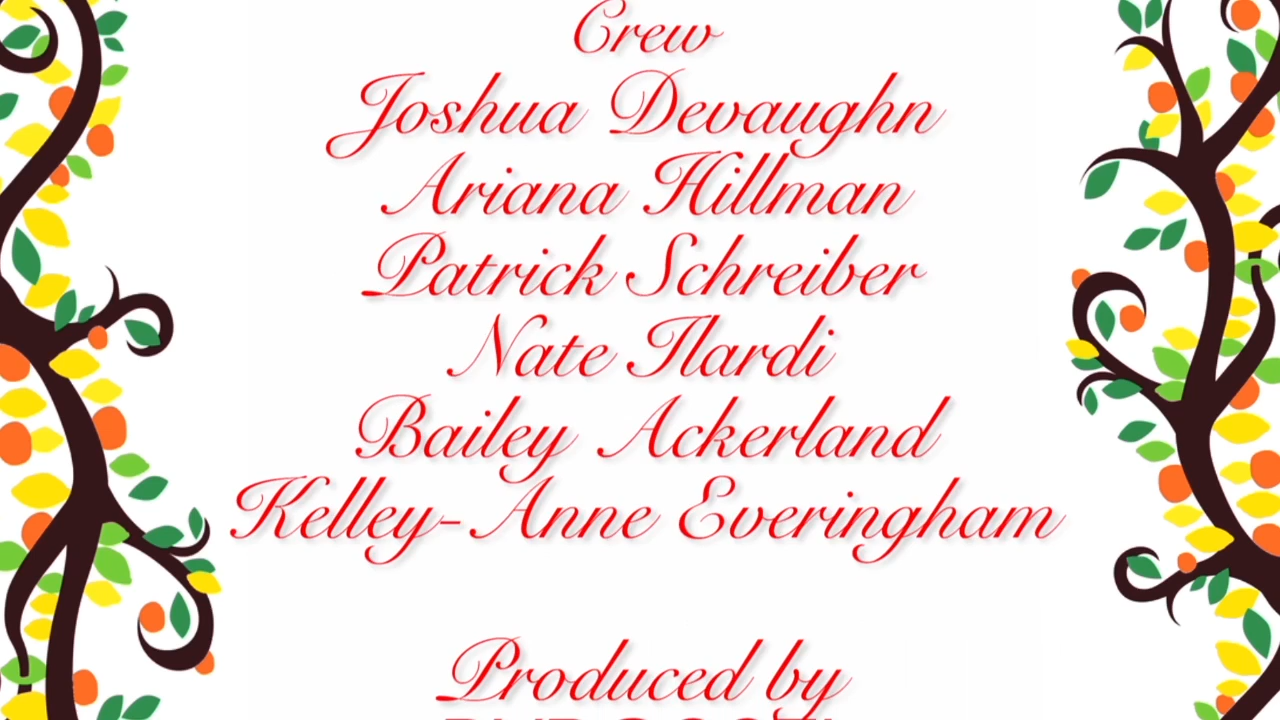 Crew
Joshua Devaughn
Ariana Hillman
Patrick Schreiber
Nate Ilardi
Bailey Ackerland
Kelley-Anne Everingham
Produced by